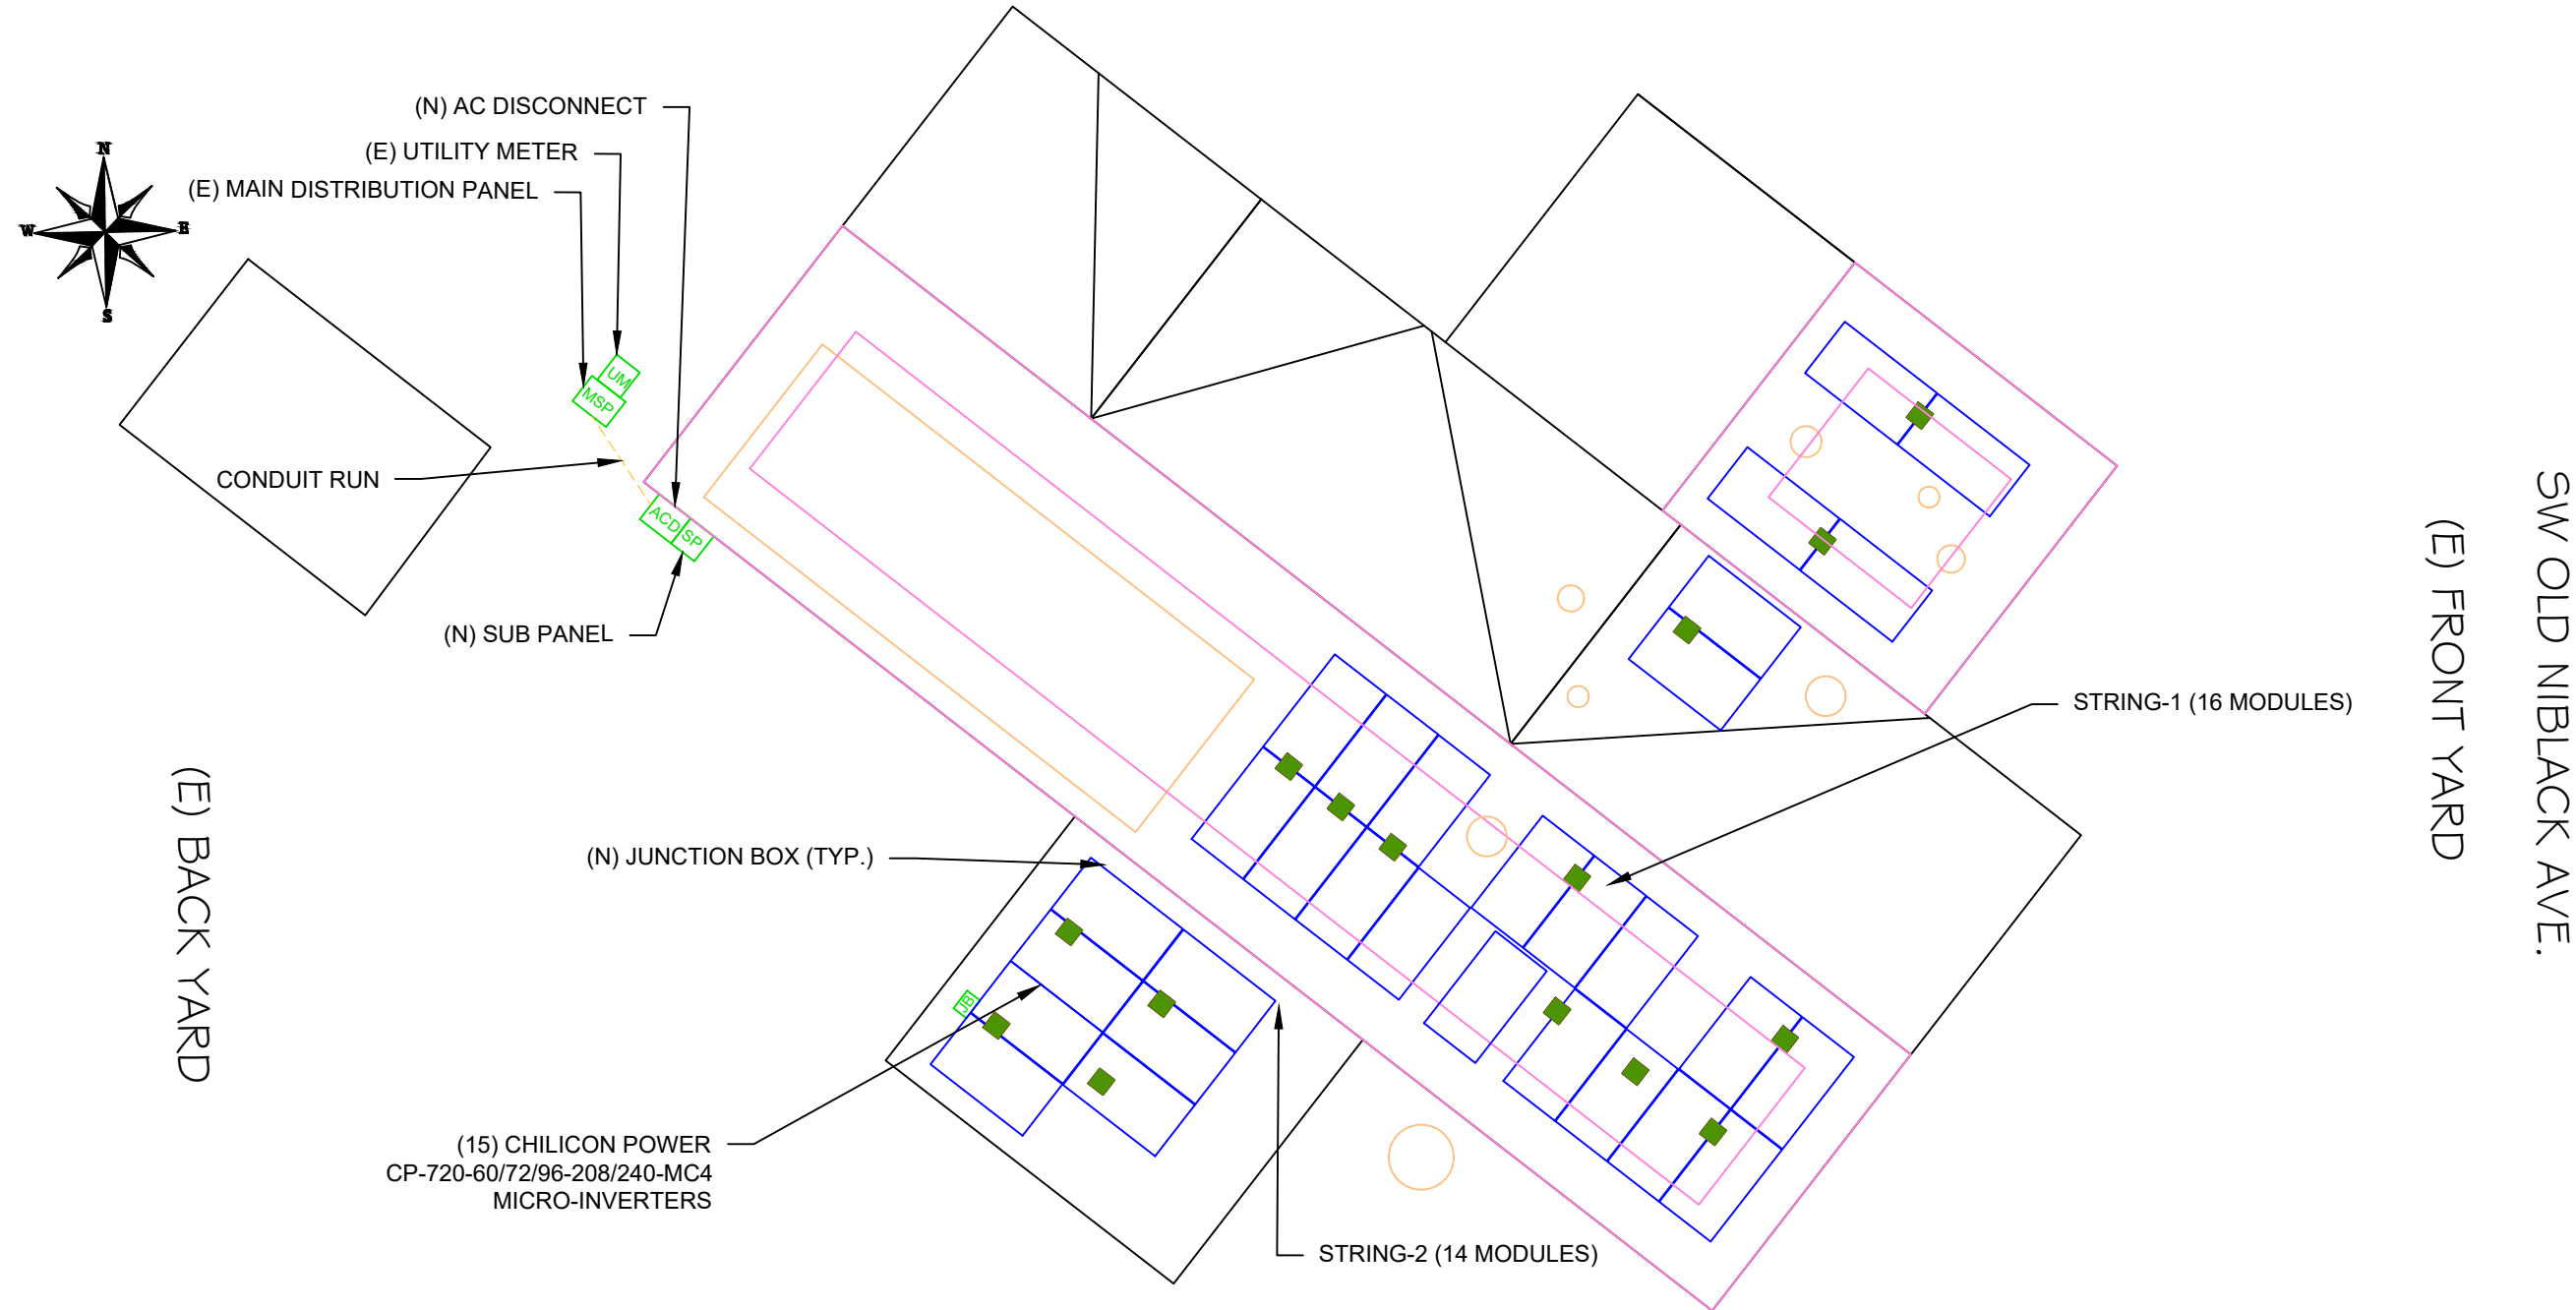 (N) AC DISCONNECT
(E) UTILITY METER
(E) MAIN DISTRIBUTION PANEL
N
W
E
S
UM
MSP
CONDUIT RUN
ACD
SP
(N) SUB PANEL
STRING-1 (16 MODULES)
SW OLD NIBLACK AVE.
(E) FRONT YARD
(E) BACK YARD
(N) JUNCTION BOX (TYP.)
JB
(15) CHILICON POWER
CP-720-60/72/96-208/240-MC4
MICRO-INVERTERS
STRING-2 (14 MODULES)